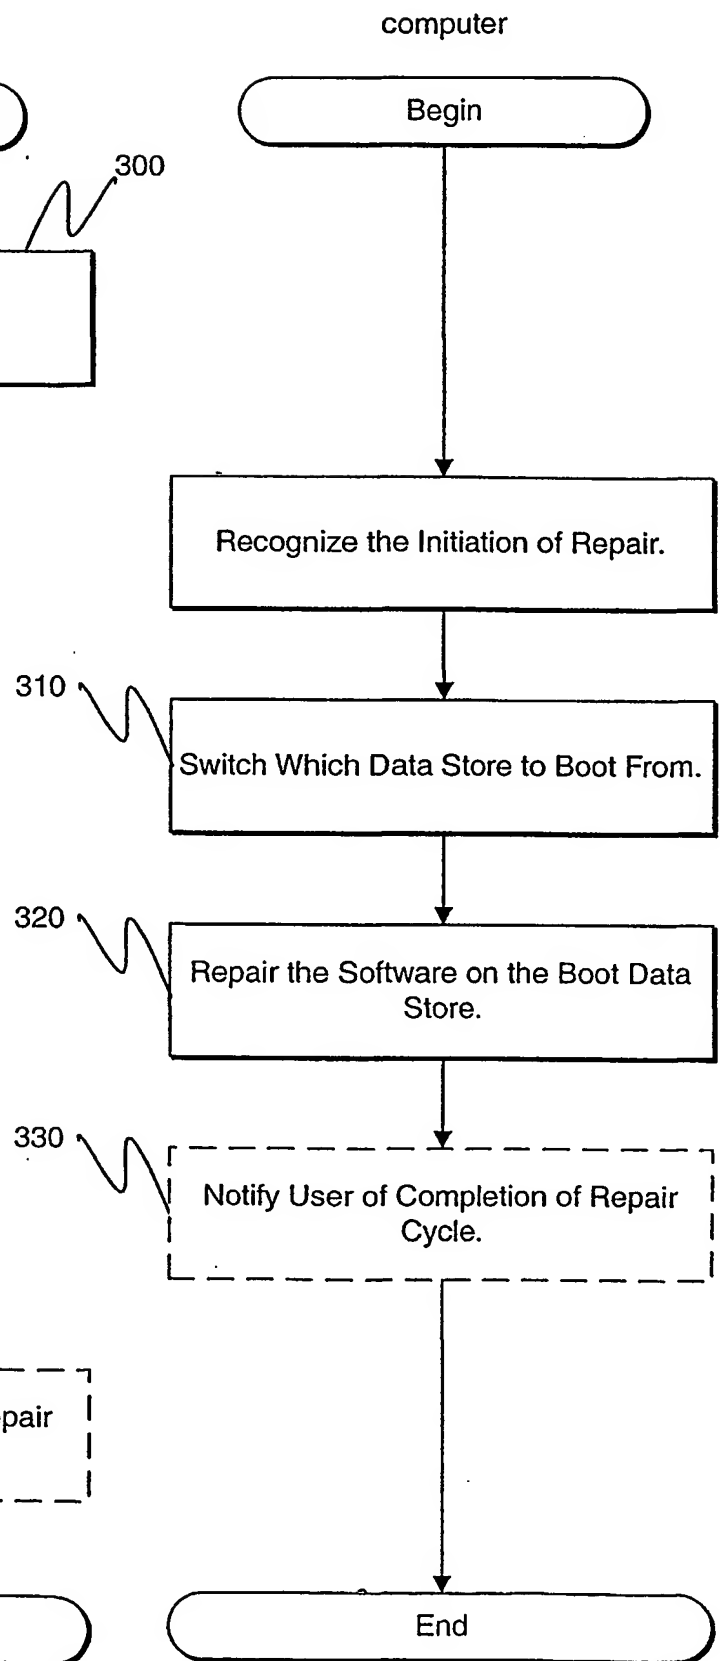 computer
Begin
300
Recognize the Initiation of Repair.
310
Switch Which Data Store to Boot From.
320
Repair the Software on the Boot Data
Store.
330
Notify User of Completion of Repair
Cycle.
pair
End